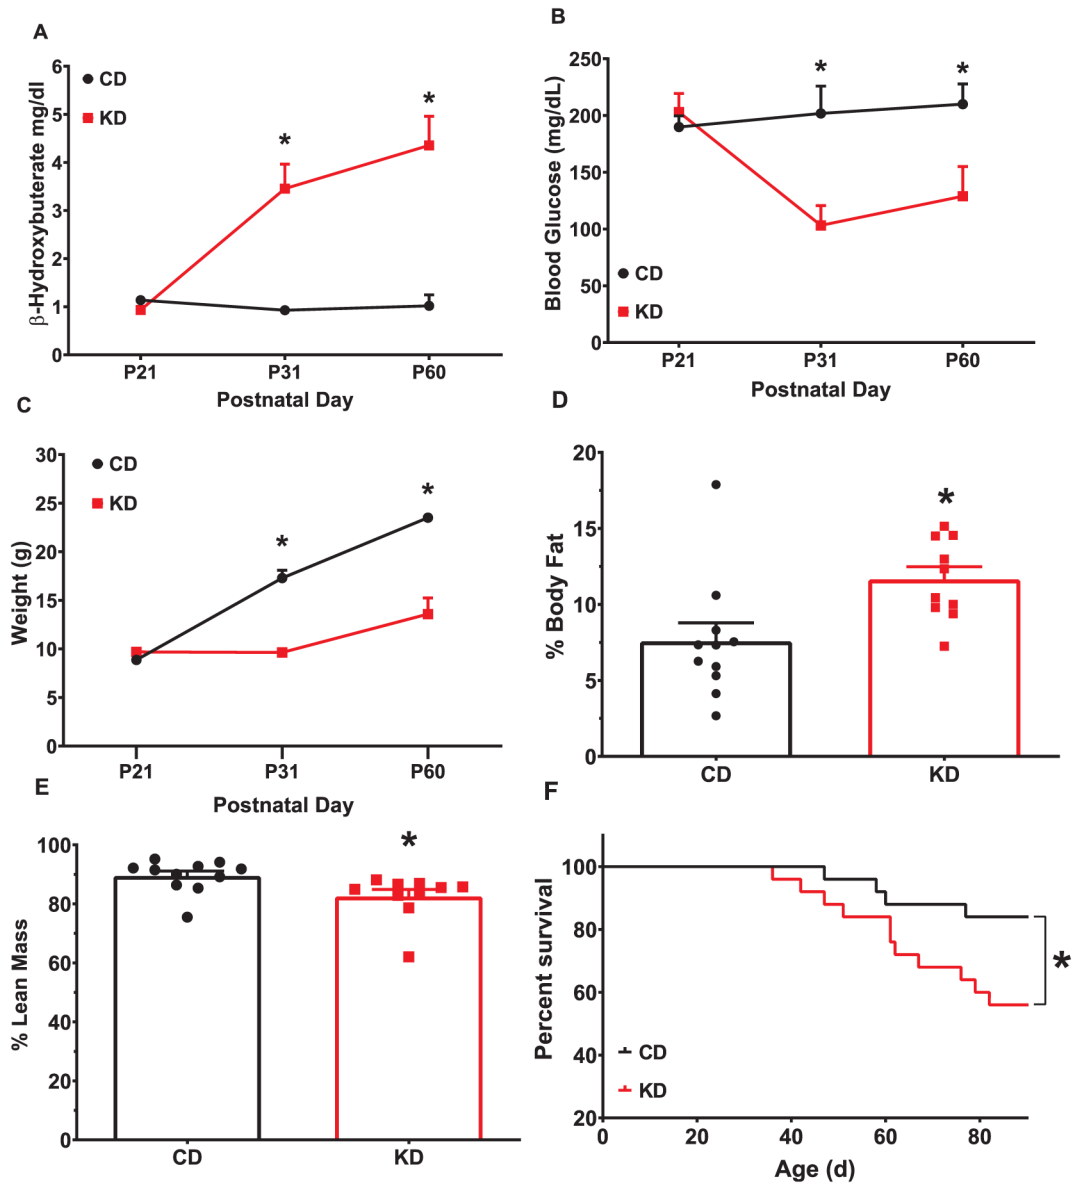 A
β-Hydroxybuterate mg/dl
6
5
4
3
2
1
0
CD
KD
*
*
P21
P31
P60
Postnatal Day
B
Blood Glucose (mg/dL)
250
200
150
100
50
0
*
*
CD
KD
P21
P31
P60
Postnatal Day
C
Weight (g)
30
25
20
15
10
5
0
CD
KD
*
*
P21
P31
P60
Postnatal Day
D
% Body Fat
20
15
10
5
0
*
CD
KD
E
% Lean Mass
100
80
60
40
20
0
*
CD
KD
F
Percent survival
100
80
60
40
20
*
CD
KD
0
20
40
60
80
Age (d)